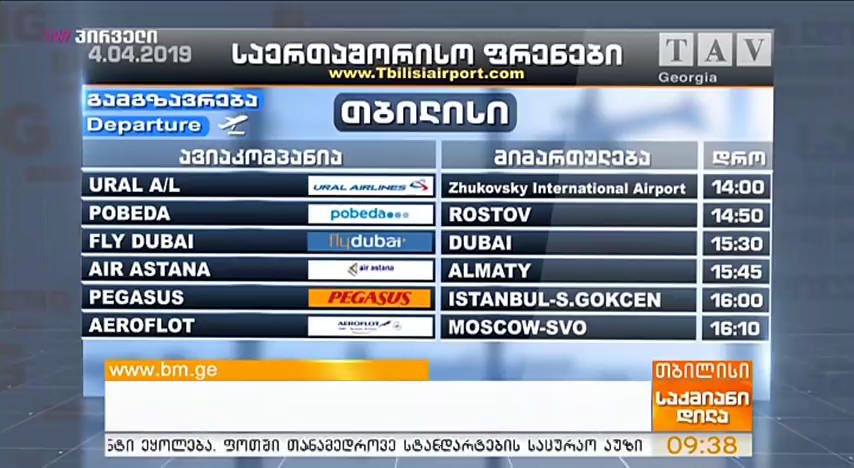 პირველი
4.04.2019
საერთაშორისო ფრენები
www.Tbilisiairport.com
TAV
Georgia
გამგზავრება
Departure
თბილისი
ავიაკომპანია მიმართულება დრო
URAL A/L URAL AIRLINES Zhukovsky International Airport 14:00
POBEDA pobeda ROSTOV 14:50
FLY DUBAI flydubai DUBAI 15:30
AIR ASTANA air astana ALMATY 15:45
PEGASUS PEGASUS ISTANBUL-S.GOKCEN 16:00
AEROFLOT AEROFLOT MOSCOW-SVO 16:10
www.bm.ge
თბილისი
საქმიანი
დილა
ნტი ეყოლება. ფოთში თანამედროვე სტანდარტების საცურაო აუზი
09:38